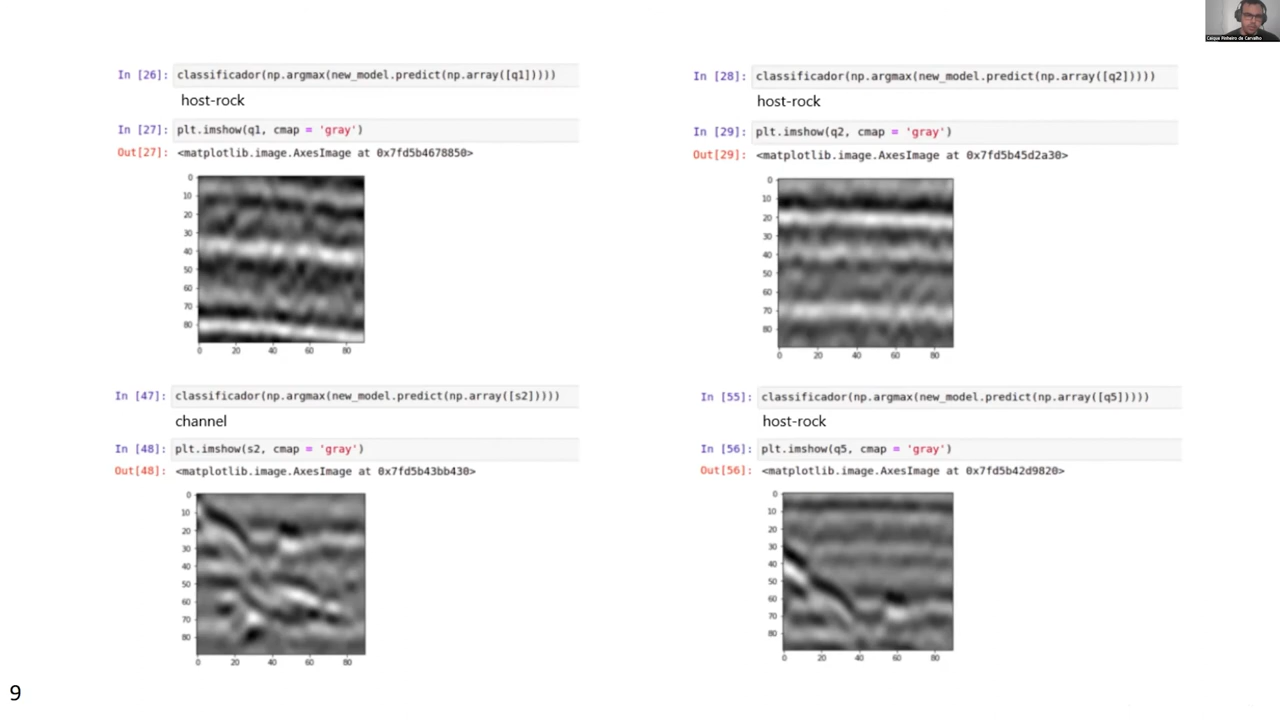 Caique Pinheiro de Carvalho
In [26]: classificador(np.argmax(new_model.predict(np.array([q1]))))
host-rock
In [27]: plt.imshow(q1, cmap = 'gray')
Out[27]: <matplotlib.image.AxesImage at 0x7fd5b4678850>
0
10
20
30
40
50
60
70
80
0 20 40 60 80
In [28]: classificador(np.argmax(new_model.predict(np.array([q2]))))
host-rock
In [29]: plt.imshow(q2, cmap = 'gray')
Out[29]: <matplotlib.image.AxesImage at 0x7fd5b45d2a30>
0
10
20
30
40
50
60
70
80
0 20 40 60 80
In [47]: classificador(np.argmax(new_model.predict(np.array([s2]))))
channel
In [48]: plt.imshow(s2, cmap = 'gray')
Out[48]: <matplotlib.image.AxesImage at 0x7fd5b43bb430>
0
10
20
30
40
50
60
70
80
0 20 40 60 80
In [55]: classificador(np.argmax(new_model.predict(np.array([q5]))))
host-rock
In [56]: plt.imshow(q5, cmap = 'gray')
Out[56]: <matplotlib.image.AxesImage at 0x7fd5b42d9820>
0
10
20
30
40
50
60
70
80
0 20 40 60 80
9